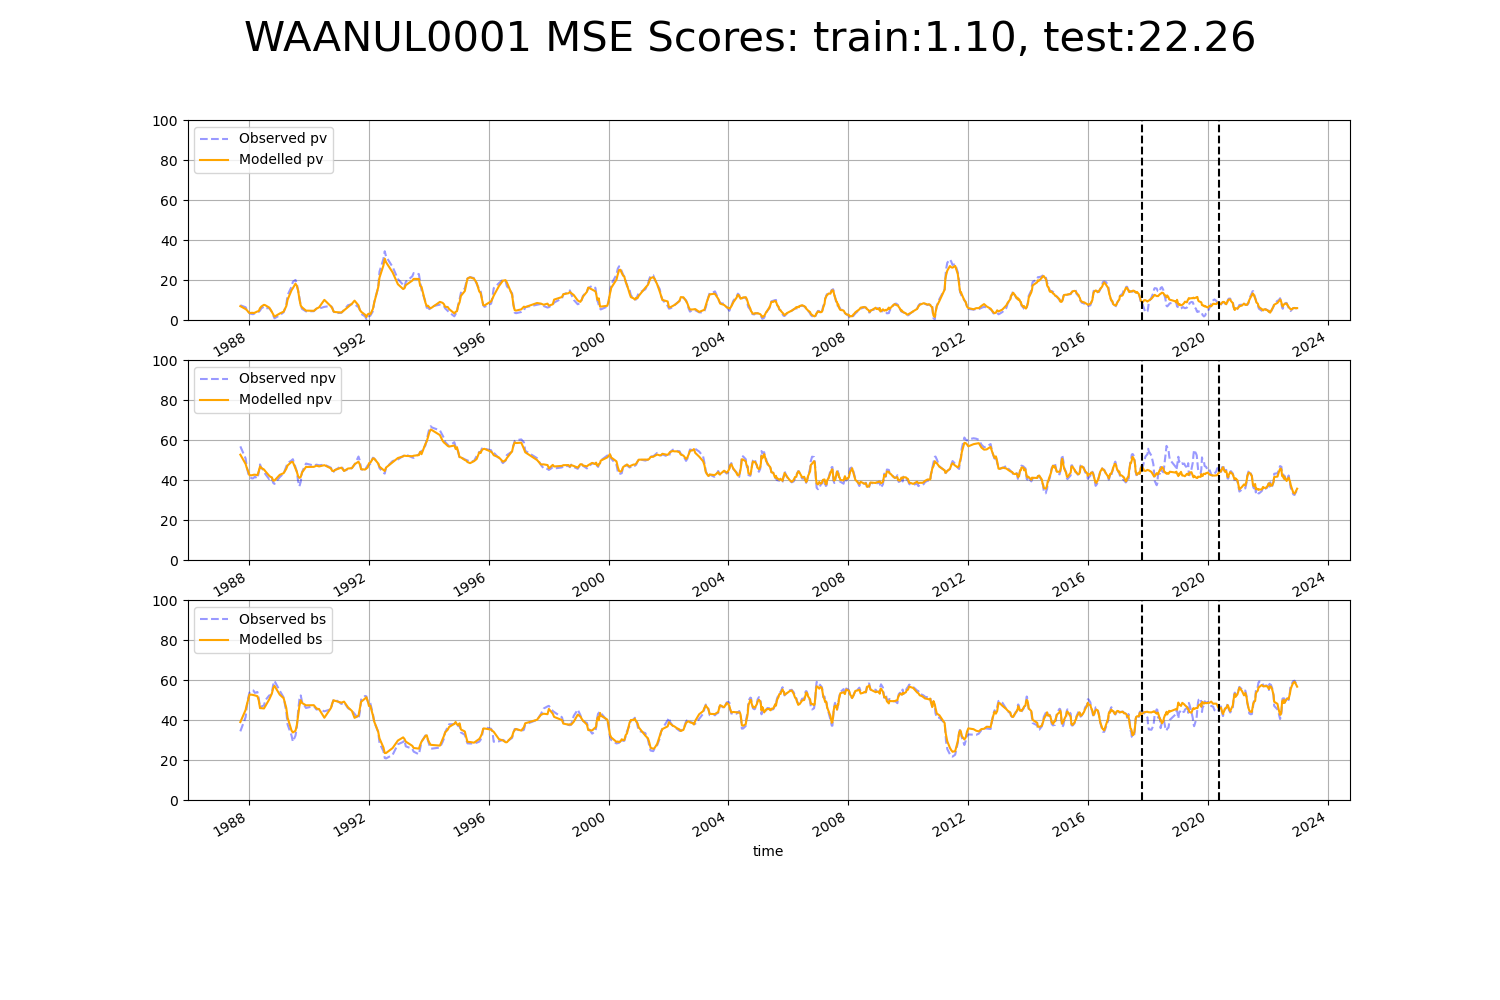 WAANUL0001 MSE Scores: train:1.10, test:22.26
100
80
60
40
20
0
Observed pv
Modelled pv
1988 1992 1996 2000 2004 2008 2012 2016 2020 2024
100
80
60
40
20
0
Observed npv
Modelled npv
1988 1992 1996 2000 2004 2008 2012 2016 2020 2024
100
80
60
40
20
0
Observed bs
Modelled bs
1988 1992 1996 2000 2004 2008 2012 2016 2020 2024
time